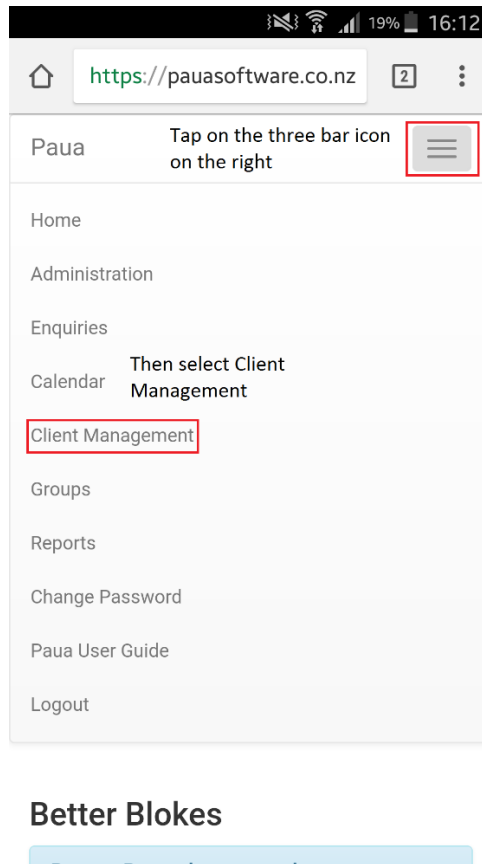 19% 16:12
https://pauasoftware.co.nz 2
Paua
Tap on the three bar icon
on the right
Home
Administration
Enquiries
Calendar
Then select Client
Management
Client Management
Groups
Reports
Change Password
Paua User Guide
Logout
Better Blokes